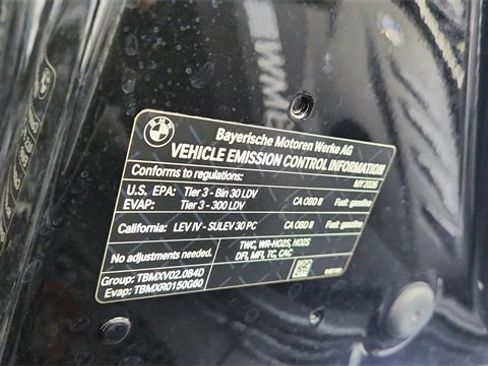 BMW
Bayerische Motoren Werke AG
VEHICLE EMISSION CONTROL INFORMATION
Conforms to regulations: MY2026
U.S. EPA: Tier 3 - Bin 30 LDV CA OBD II Fuel: gasoline
EVAP: Tier 3 - 300 LDV
California: LEV IV - SULEV 30 PC CA OBD II Fuel: gasoline
No adjustments needed. TWC, WR-HO2S, HO2S
DFI, MFI, TC, CAC
Group: TBMXV02.0B4D
Evap: TBMXR0150G60